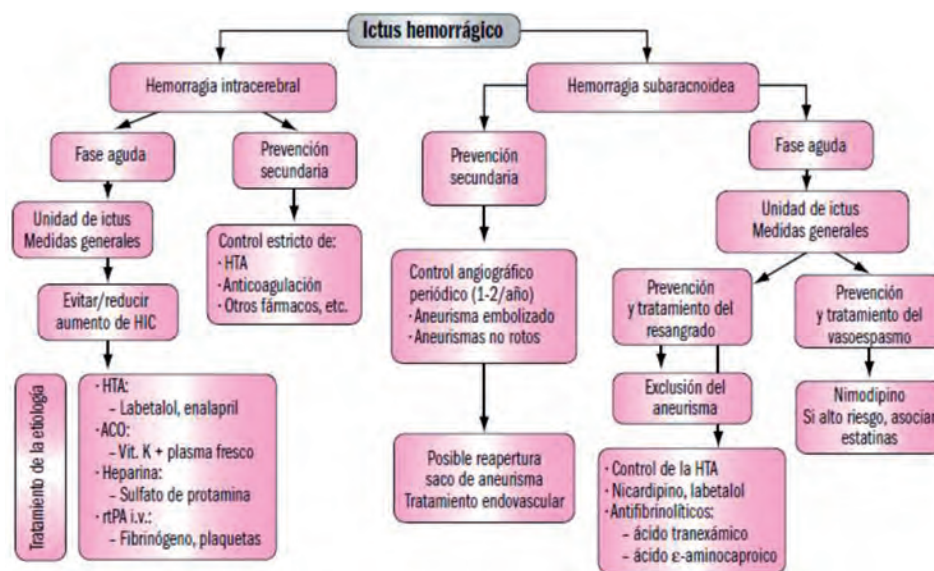 Ictus hemorrágico
Hemorragia intracerebral
Hemorragia subaracnoidea
Fase aguda
Prevención
secundaria
Prevención
secundaria
Fase aguda
Unidad de ictus
Medidas generales
Control estricto de:
· HTA
· Anticoagulación
· Otros fármacos, etc.
Unidad de ictus
Medidas generales
Evitar/reducir
aumento de HIC
Control angiográfico
periódico (1-2/año)
· Aneurisma embolizado
· Aneurismas no rotos
Prevención
y tratamiento del
resangrado
Prevención
y tratamiento del
vasoespasmo
Tratamiento de la etiología
· HTA:
– Labetalol, enalapril
· ACO:
– Vit. K + plasma fresco
· Heparina:
– Sulfato de protamina
· rtPA i.v.:
– Fibrinógeno, plaquetas
Exclusión del
aneurisma
Nimodipino
Si alto riesgo, asociar
estatinas
Posible reapertura
saco de aneurisma
Tratamiento endovascular
· Control de la HTA
· Nicardipino, labetalol
· Antifibrinolíticos:
– ácido tranexámico
– ácido ε-aminocaproico